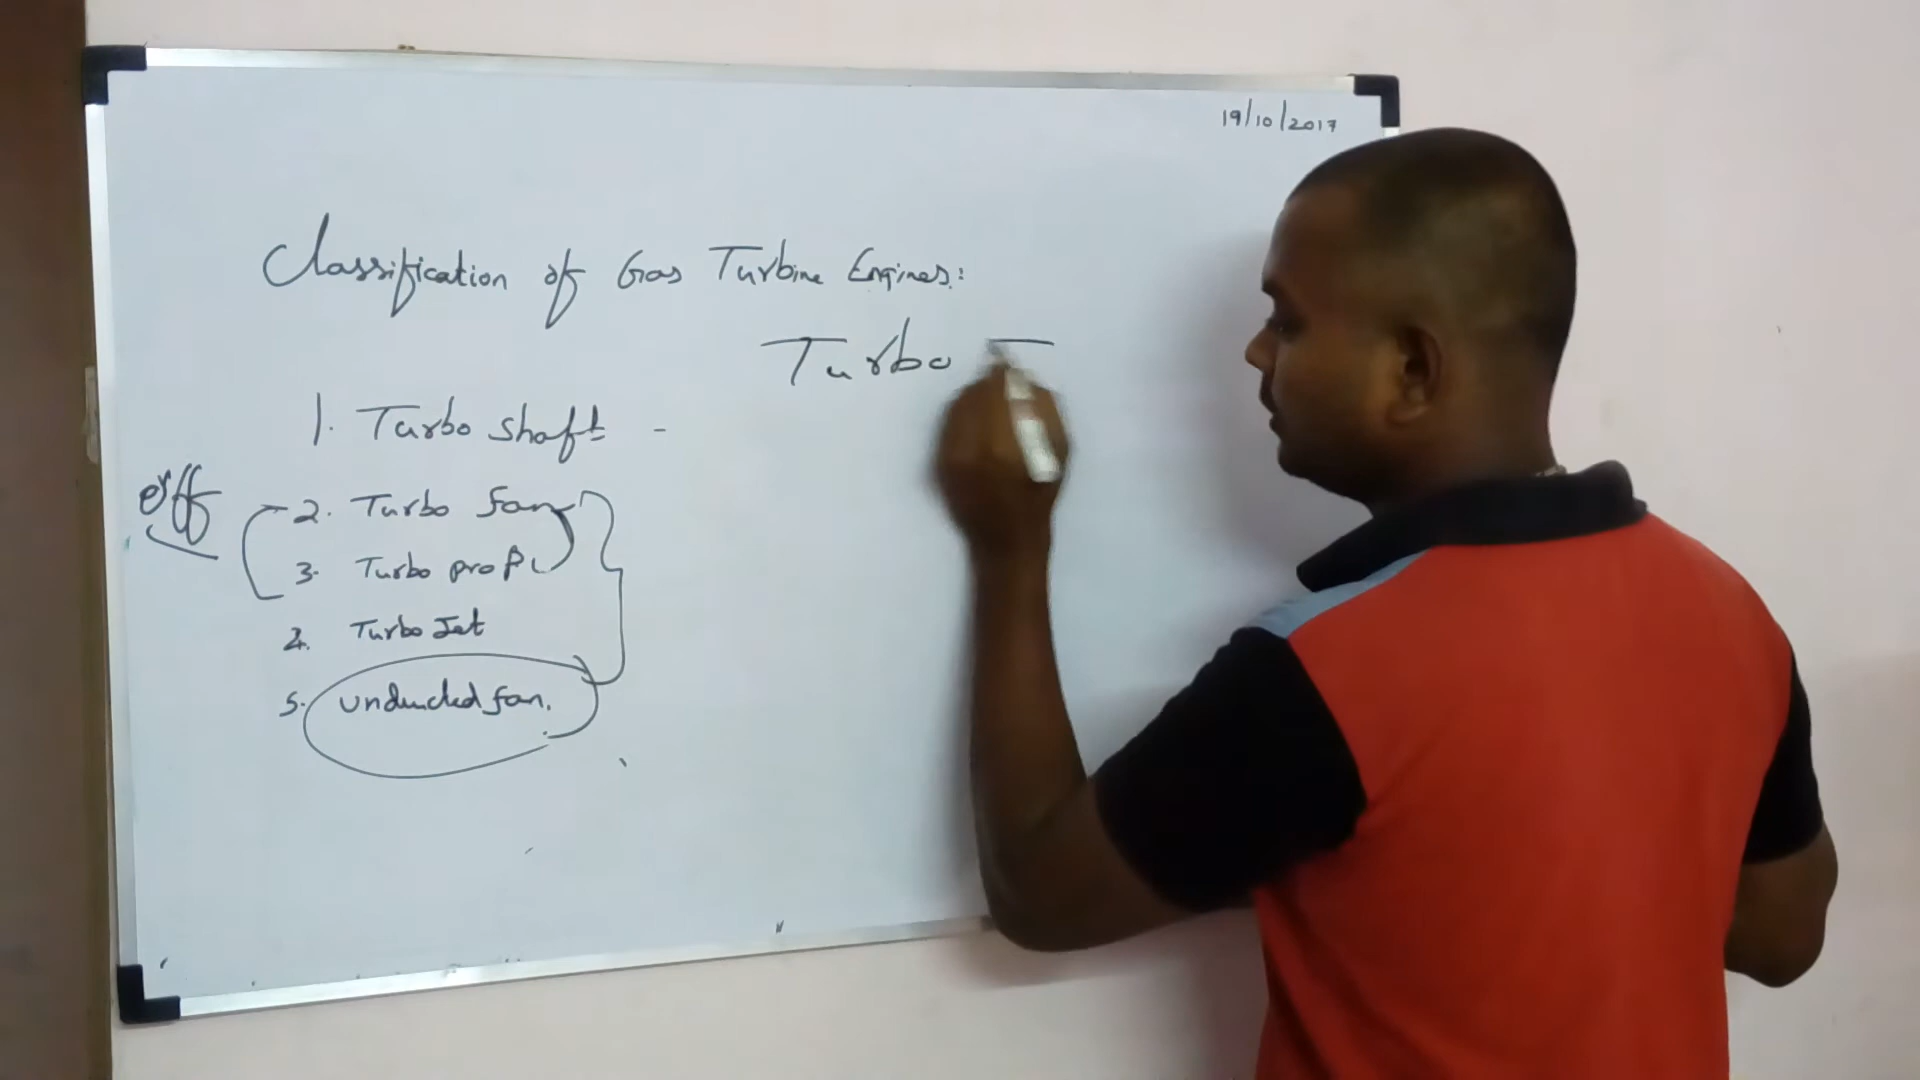 19/10/2017
Classification of Gas Turbine Engines:
Turbo
1. Turbo Shaft -
eff
2. Turbo fan
3. Turbo prop
4. Turbo Jet
5. unducted fan.